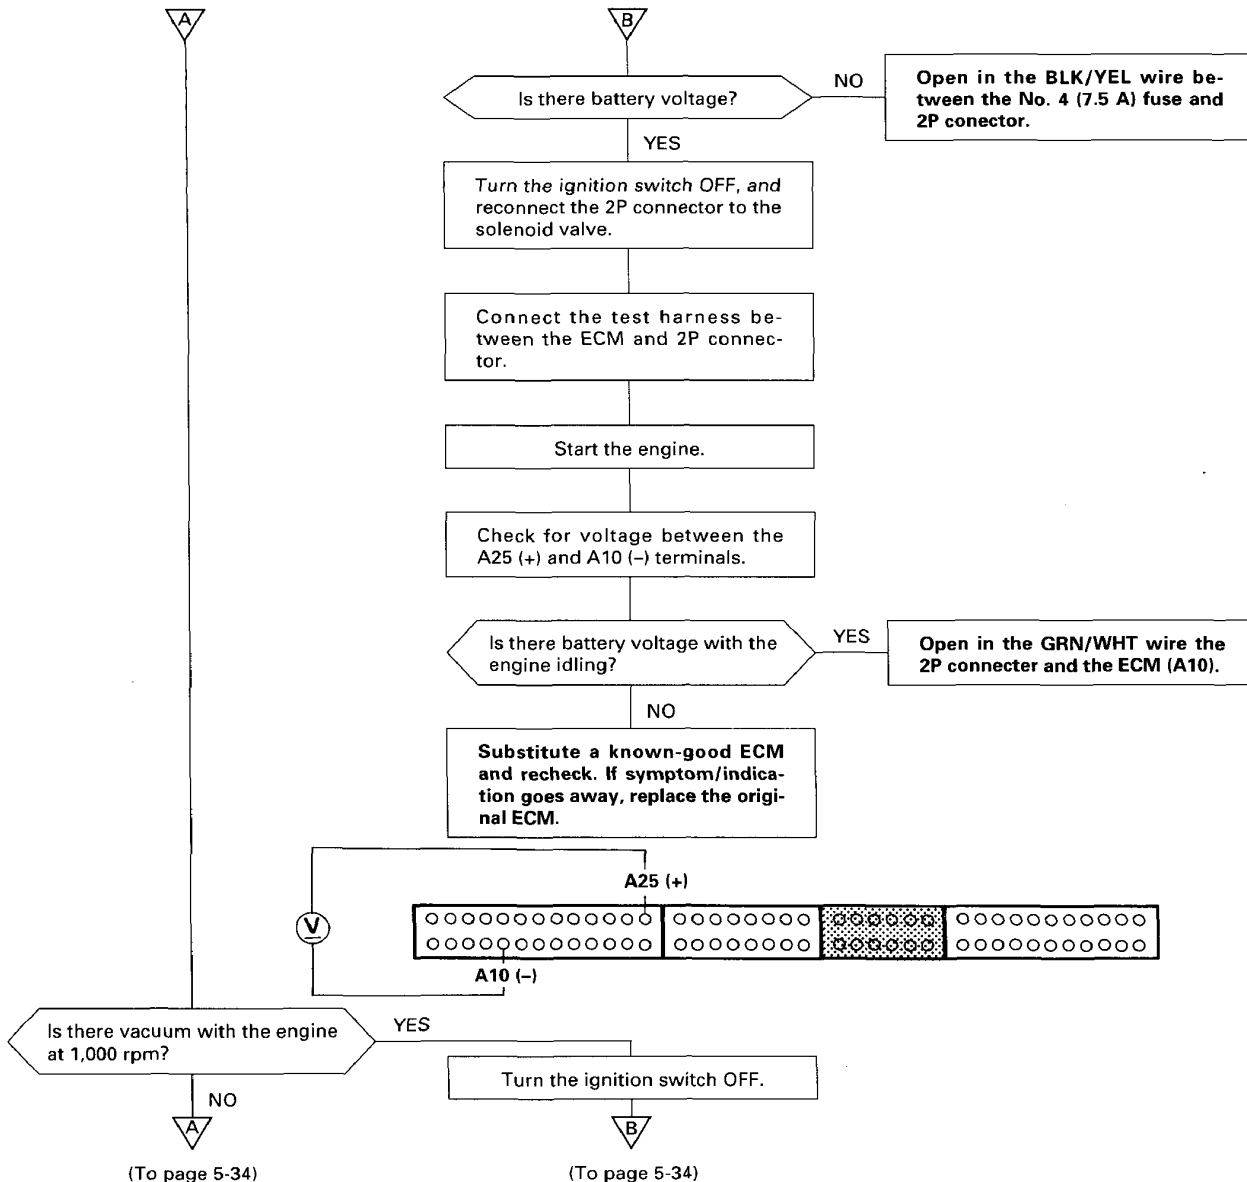 A
B
Is there battery voltage?
NO
Open in the BLK/YEL wire be-
tween the No. 4 (7.5 A) fuse and
2P conector.
YES
Turn the ignition switch OFF, and
reconnect the 2P connector to the
solenoid valve.
Connect the test harness be-
tween the ECM and 2P connec-
tor.
Start the engine.
Check for voltage between the
A25 (+) and A10 (–) terminals.
Is there battery voltage with the
engine idling?
YES
Open in the GRN/WHT wire the
2P connecter and the ECM (A10).
NO
Substitute a known-good ECM
and recheck. If symptom/indica-
tion goes away, replace the origi-
nal ECM.
A25 (+)
V
A10 (–)
Is there vacuum with the engine
at 1,000 rpm?
YES
Turn the ignition switch OFF.
NO
A
B
(To page 5-34)
(To page 5-34)